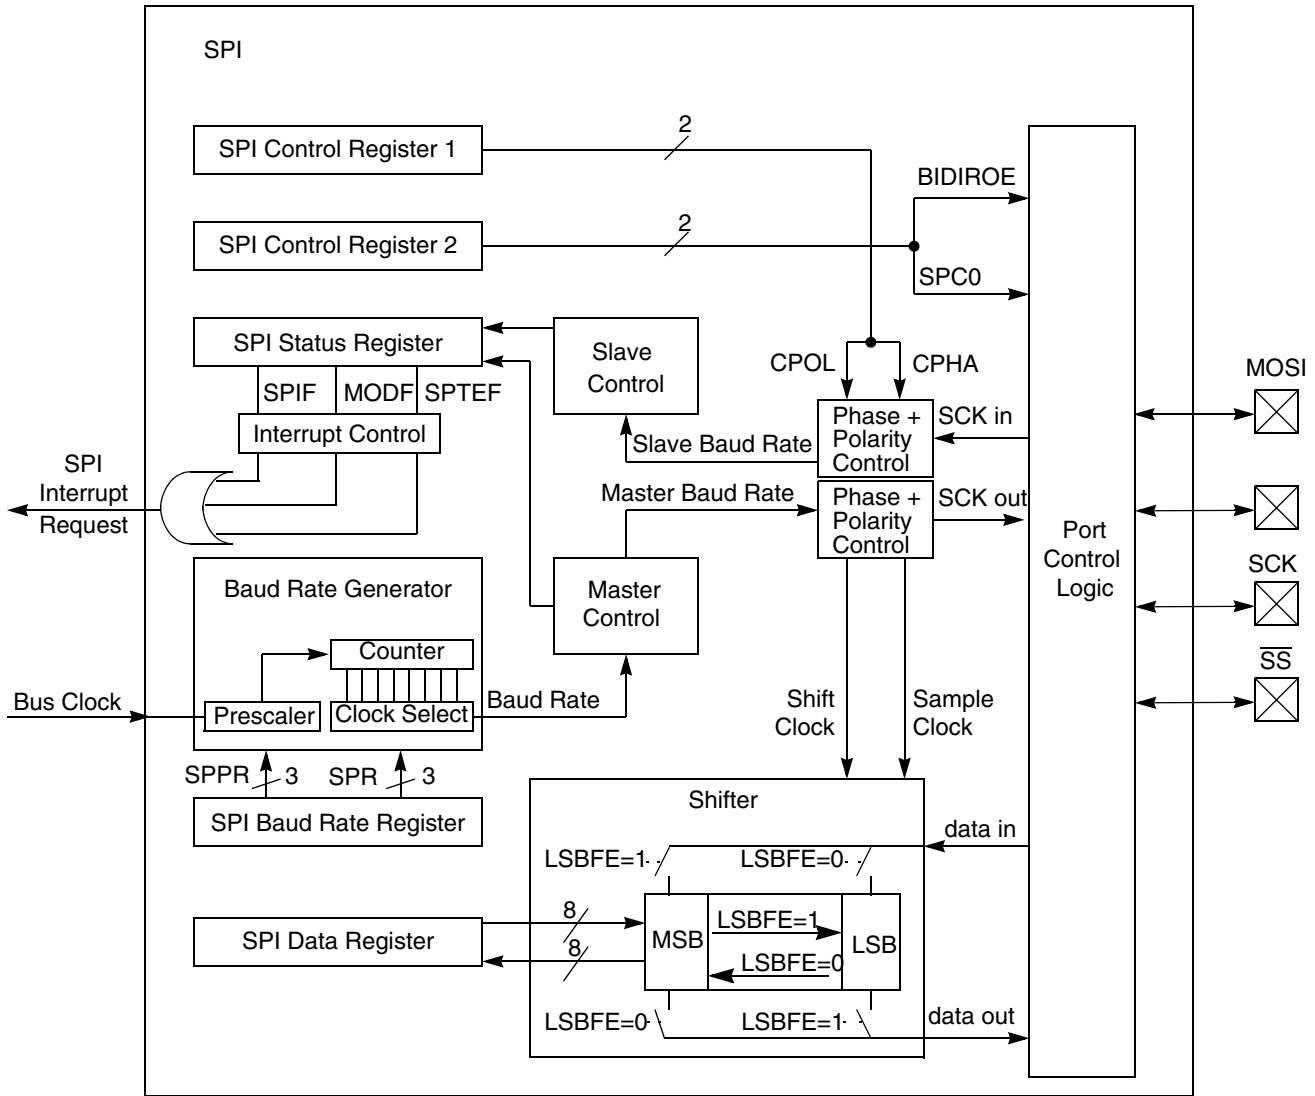 SPI
SPI Control Register 1
2
BIDIROE
SPI Control Register 2
2
SPC0
SPI Status Register
Slave
Control
CPOL
CPHA
MOSI
SPIF
MODF
SPTEF
Interrupt Control
Phase +
Polarity
Control
SCK in
Slave Baud Rate
SPI
Interrupt
Request
Master Baud Rate
Phase +
Polarity
Control
SCK out
Port
Control
Logic
SCK
Baud Rate Generator
Master
Control
Counter
SS
Bus Clock
Prescaler
Clock Select
Baud Rate
Shift
Clock
Sample
Clock
SPPR
3
SPR
3
SPI Baud Rate Register
Shifter
data in
LSBFE=1
LSBFE=0
SPI Data Register
8
8
MSB
LSBFE=1
LSBFE=0
LSB
LSBFE=0
LSBFE=1
data out